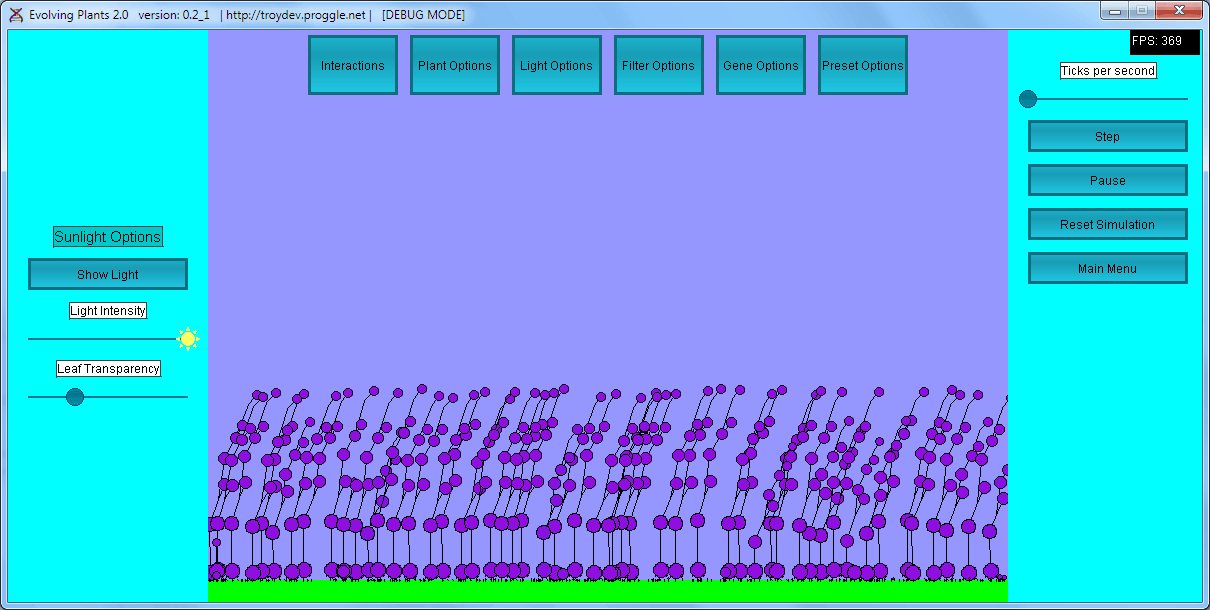 Evolving Plants 2.0   version: 0.2_1   | http://troydev.proggle.net |   [DEBUG MODE]
Interactions
Plant Options
Light Options
Filter Options
Gene Options
Preset Options
FPS: 369
Ticks per second
Step
Pause
Reset Simulation
Main Menu
Sunlight Options
Show Light
Light Intensity
Leaf Transparency